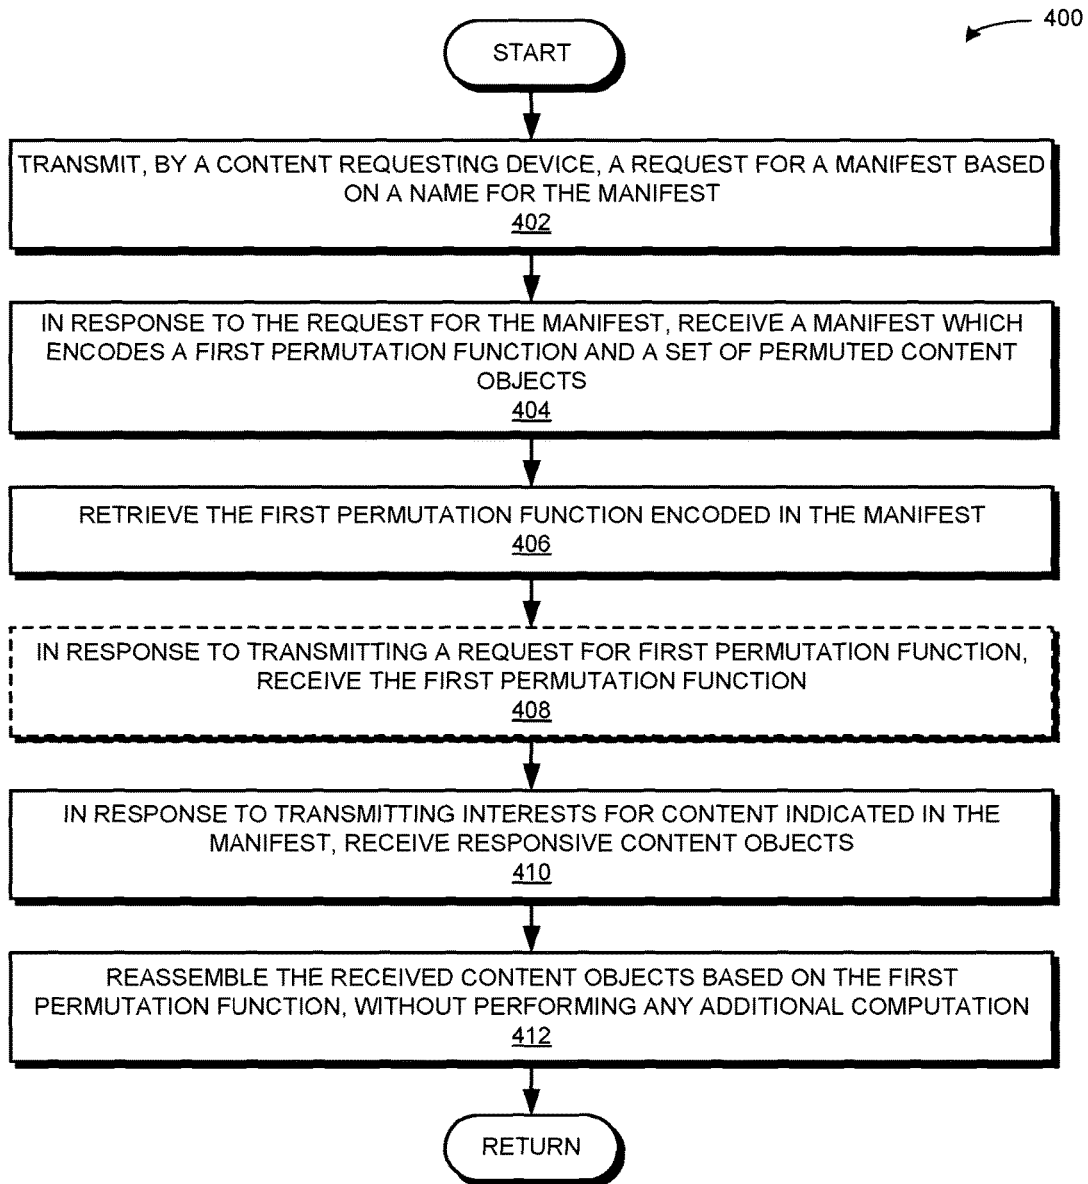 400
START
TRANSMIT, BY A CONTENT REQUESTING DEVICE, A REQUEST FOR A MANIFEST BASED
ON A NAME FOR THE MANIFEST
402
IN RESPONSE TO THE REQUEST FOR THE MANIFEST, RECEIVE A MANIFEST WHICH
ENCODES A FIRST PERMUTATION FUNCTION AND A SET OF PERMUTED CONTENT
OBJECTS
404
RETRIEVE THE FIRST PERMUTATION FUNCTION ENCODED IN THE MANIFEST
406
IN RESPONSE TO TRANSMITTING A REQUEST FOR FIRST PERMUTATION FUNCTION,
RECEIVE THE FIRST PERMUTATION FUNCTION
408
IN RESPONSE TO TRANSMITTING INTERESTS FOR CONTENT INDICATED IN THE
MANIFEST, RECEIVE RESPONSIVE CONTENT OBJECTS
410
REASSEMBLE THE RECEIVED CONTENT OBJECTS BASED ON THE FIRST
PERMUTATION FUNCTION, WITHOUT PERFORMING ANY ADDITIONAL COMPUTATION
412
RETURN